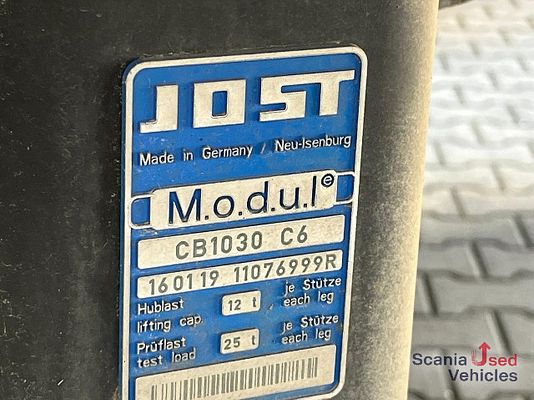 JOST
Made in Germany / Neu-Isenburg
M.o.d.u.l e
CB1030 C6
160119 11076999R
Hublast 12 t je Stütze
lifting cap. each leg
Prüflast 25 t je Stütze
test load each leg
Scania Used
Vehicles